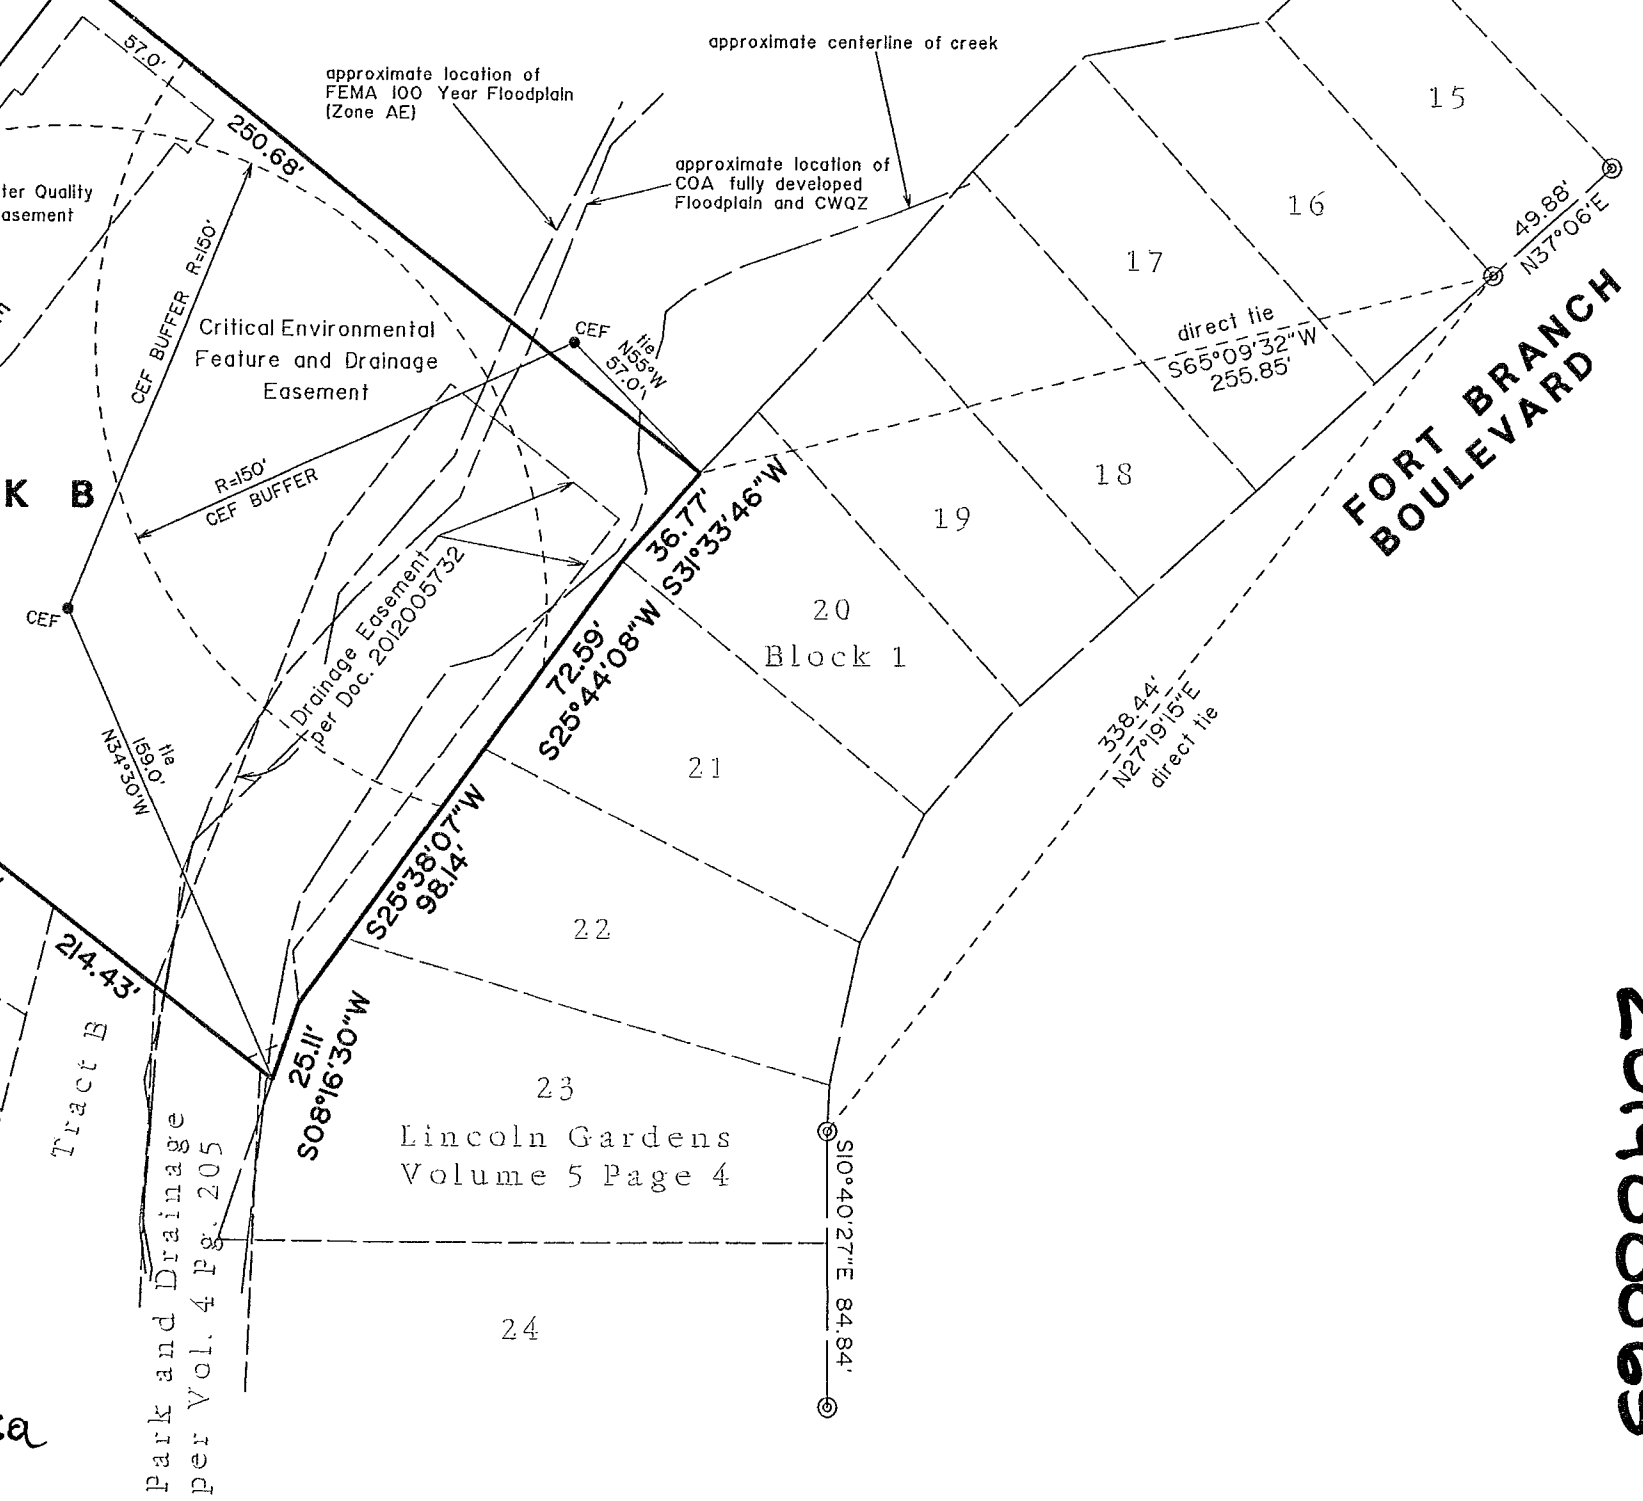 57.0'
250.68'
approximate location of
FEMA 100 Year Floodplain
(Zone AE)
approximate centerline of creek
approximate location of
COA fully developed
Floodplain and CWQZ
Quality
CEF BUFFER R=150'
Critical Environmental
Feature and Drainage
Easement
CEF
tie
N55°W
57.0'
R=150'
CEF BUFFER
K B
CEF
Drainage Easement
per Doc. 2012005732
tie
159.0'
N34°30'W
15
16
17
18
19
20
Block 1
21
22
23
Lincoln Gardens
Volume 5 Page 4
24
49.88'
N37°06'E
direct tie
S65°09'32"W
255.85'
FORT BRANCH
BOULEVARD
36.77'
S31°33'46"W
72.59'
S25°44'08"W
S25°38'07"W
98.14'
25.11'
S08°16'30"W
338.44'
N27°19'15"E
direct tie
S10°40'27"E 84.84'
214.43'
Tract B
Park and Drainage
per Vol. 4 Pg. 205